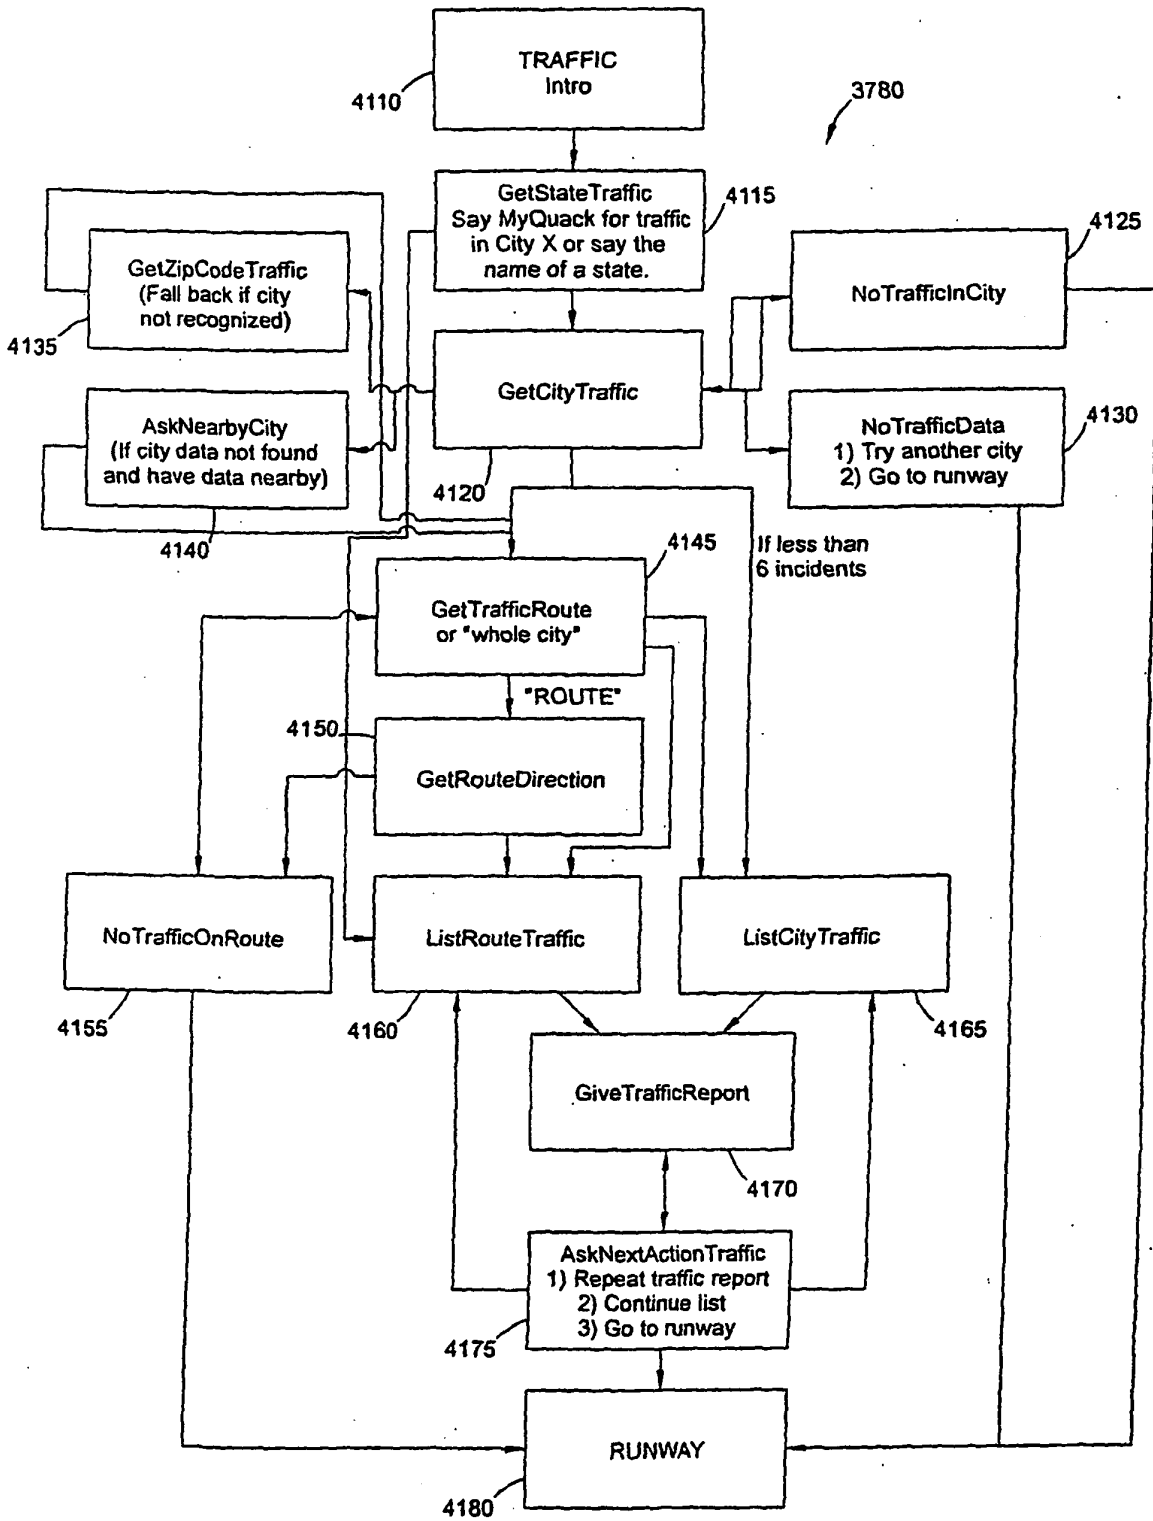 TRAFFIC
Intro
4110
3780
GetStateTraffic
Say MyQuack for traffic
in City X or say the
name of a state.
4115
4125
GetZipCodeTraffic
(Fall back if city
not recognized)
4135
NoTrafficInCity
GetCityTraffic
4120
AskNearbyCity
(If city data not found
and have data nearby)
4140
NoTrafficData
1) Try another city
2) Go to runway
4130
4145
If less than
6 incidents
GetTrafficRoute
or "whole city"
"ROUTE"
4150
GetRouteDirection
NoTrafficOnRoute
ListRouteTraffic
ListCityTraffic
4155
4160
4165
GiveTrafficReport
4170
AskNextActionTraffic
1) Repeat traffic report
2) Continue list
3) Go to runway
4175
RUNWAY
4180